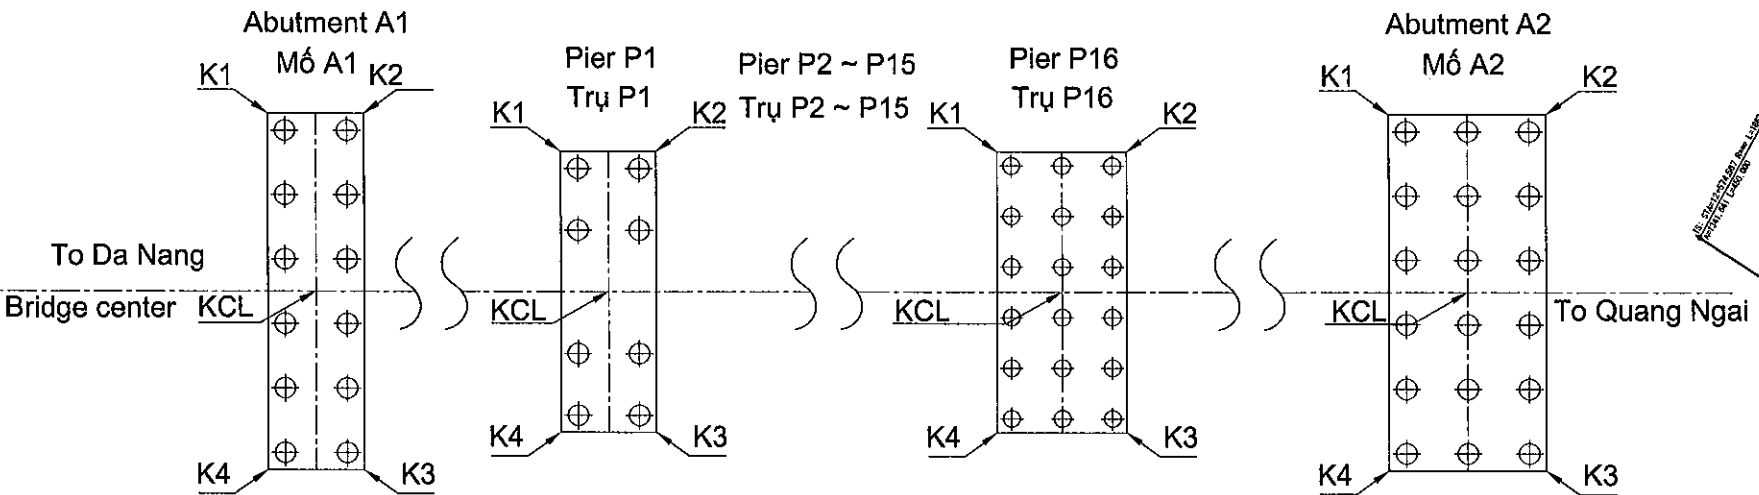 Abutment A1
Mố A1
K1
K2
Pier P1
Trụ P1
K1
K2
Pier P2 ~ P15
Trụ P2 ~ P15
Pier P16
Trụ P16
K1
K2
Abutment A2
Mố A2
K1
K2
To Da Nang
Bridge center
KCL
KCL
KCL
KCL
To Quang Ngai
K4
K3
K4
K3
K4
K3
K4
K3